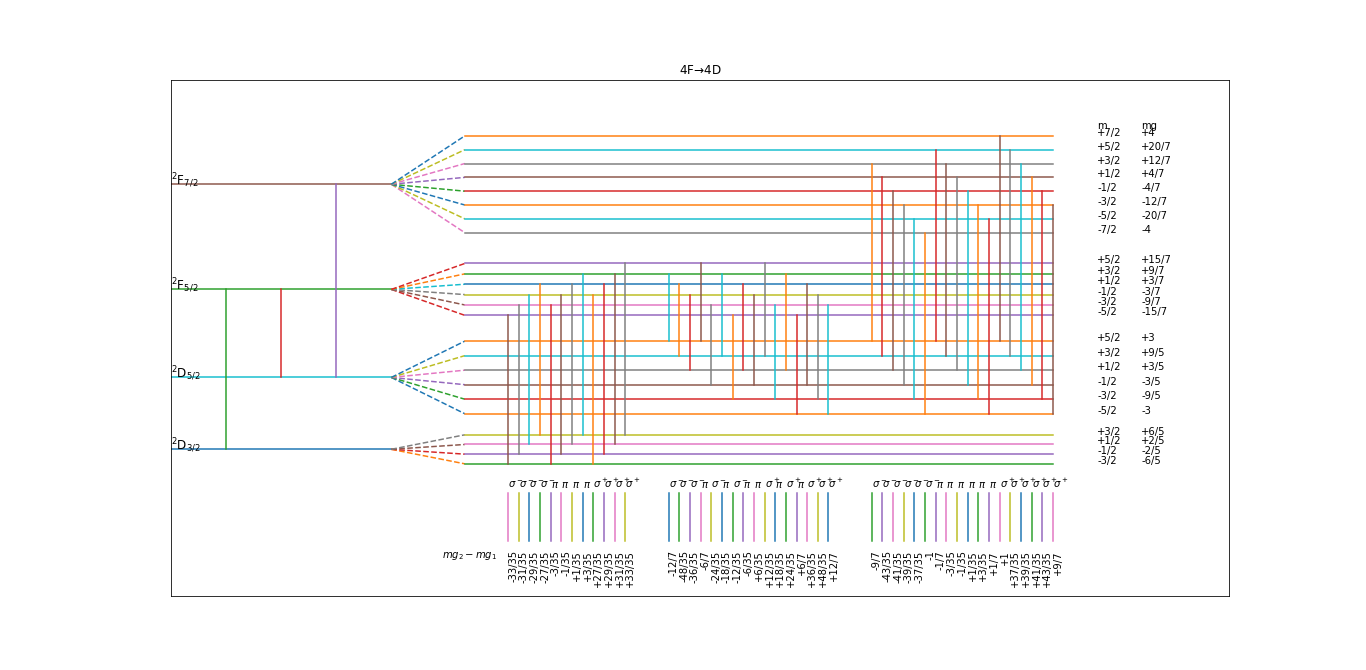 4F→4D
m mg
+7/2 +4
+5/2 +20/7
+3/2 +12/7
²F₇/₂ +1/2 +4/7
-1/2 -4/7
-3/2 -12/7
-5/2 -20/7
-7/2 -4
+5/2 +15/7
+3/2 +9/7
²F₅/₂ +1/2 +3/7
-1/2 -3/7
-3/2 -9/7
-5/2 -15/7
+5/2 +3
+3/2 +9/5
²D₅/₂ +1/2 +3/5
-1/2 -3/5
-3/2 -9/5
-5/2 -3
+3/2 +6/5
²D₃/₂ +1/2 +2/5
-1/2 -2/5
-3/2 -6/5
σ⁻ σ⁻ σ⁻ σ⁻ π π π π σ⁺ σ⁺ σ⁺ σ⁺ σ⁻ σ⁻ σ⁻ π σ⁻ π σ⁻ π π σ⁺ π σ⁺ π σ⁺ σ⁺ σ⁺ σ⁻ σ⁻ σ⁻ σ⁻ σ⁻ σ⁻ π π π π π π σ⁺ σ⁺ σ⁺ σ⁺ σ⁺ σ⁺
mg₂ − mg₁ -33/35 -31/35 -29/35 -27/35 -3/35 -1/35 +1/35 +3/35 +27/35 +29/35 +31/35 +33/35 -12/7 -48/35 -36/35 -6/7 -24/35 -18/35 -12/35 -6/35 +6/35 +12/35 +18/35 +24/35 +6/7 +36/35 +48/35 +12/7 -9/7 -43/35 -41/35 -39/35 -37/35 -1 -1/7 -3/35 -1/35 +1/35 +3/35 +1/7 +1 +37/35 +39/35 +41/35 +43/35 +9/7